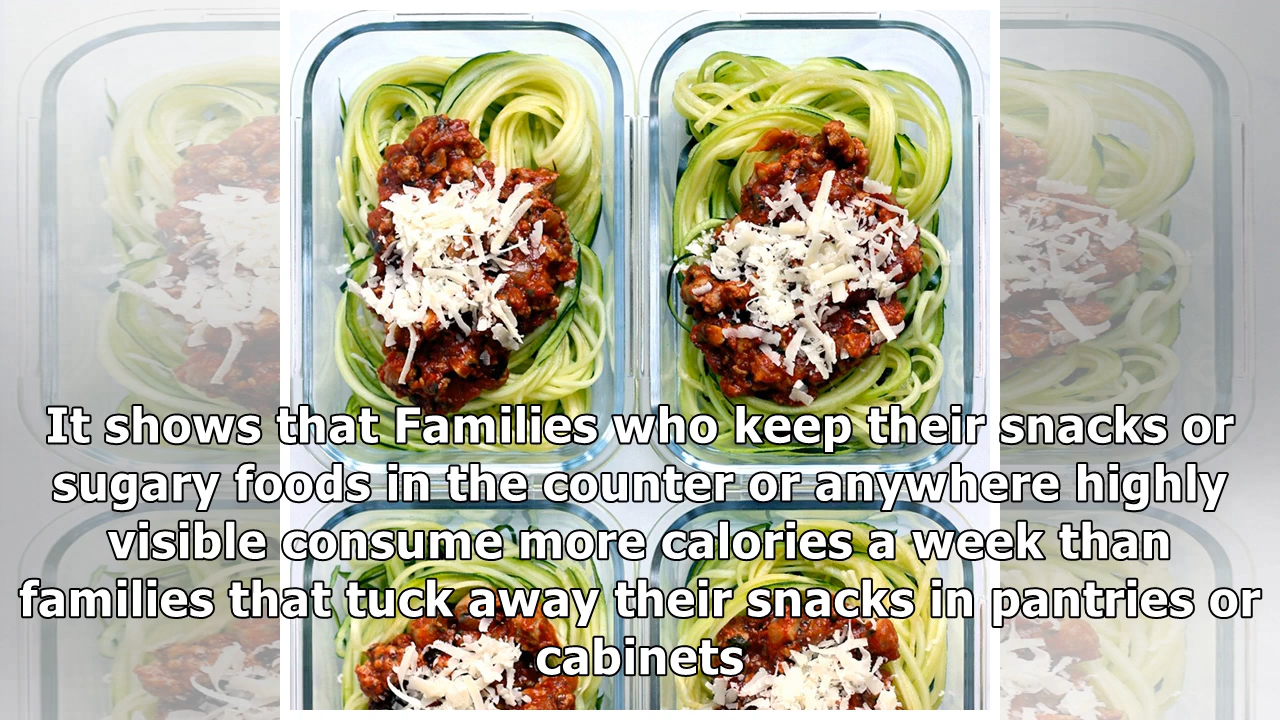 It shows that Families who keep their snacks or
sugary foods in the counter or anywhere highly
visible consume more calories a week than
families that tuck away their snacks in pantries or
cabinets